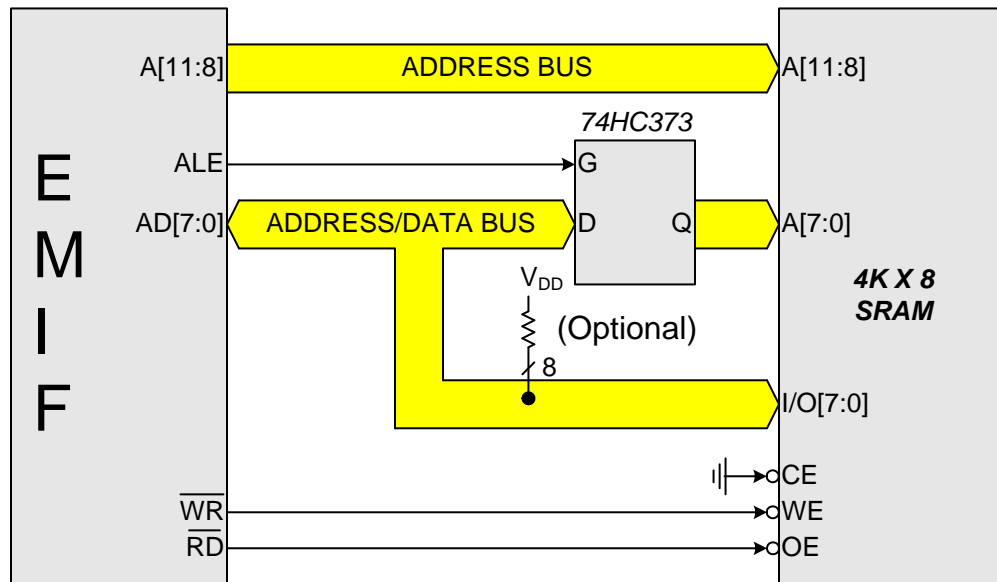 E
M
I
F
A[11:8]
ADDRESS BUS
A[11:8]
74HC373
ALE
G
AD[7:0]
ADDRESS/DATA BUS
D
Q
A[7:0]
VDD
(Optional)
8
4K X 8
SRAM
I/O[7:0]
CE
WR
WE
RD
OE